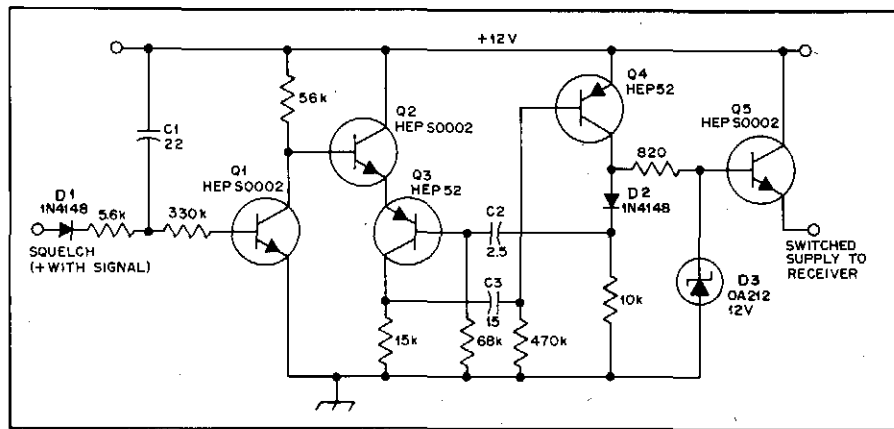 +12V
C1
22
56k
Q2
HEP S0002
Q4
HEP52
Q5
HEP S0002
Q1
HEP S0002
Q3
HEP 52
820
D1
1N4148
5.6k
330k
C2
2.5
D2
1N4148
SQUELCH
(+ WITH SIGNAL)
SWITCHED
SUPPLY TO
RECEIVER
C3
15
D3
OA212
12V
15k
68k
470k
10k